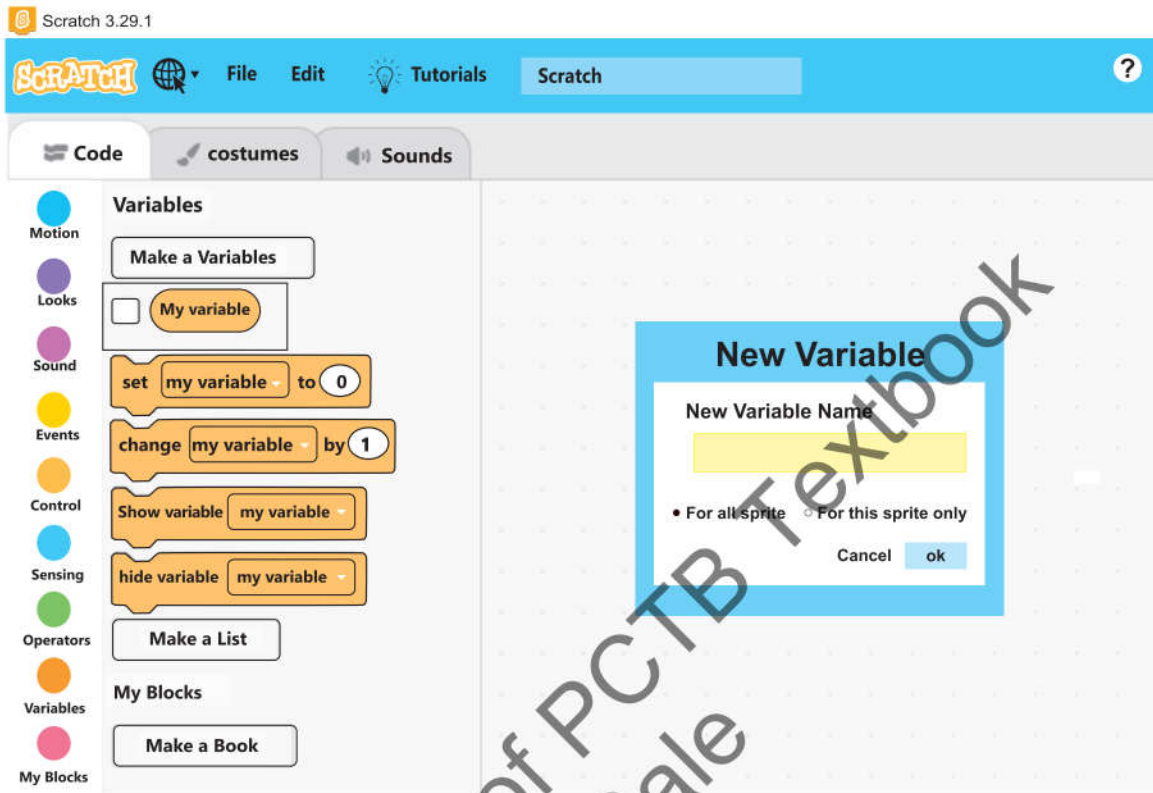 Scratch 3.29.1
SCRATCH File Edit Tutorials Scratch ?
Code costumes Sounds
Motion
Looks
Sound
Events
Control
Sensing
Operators
Variables
My Blocks
Variables
Make a Variables
My variable
set my variable to 0
change my variable by 1
Show variable my variable
hide variable my variable
Make a List
My Blocks
Make a Book
New Variable
New Variable Name
For all sprite For this sprite only
Cancel ok
of PCTB Textbook
ale